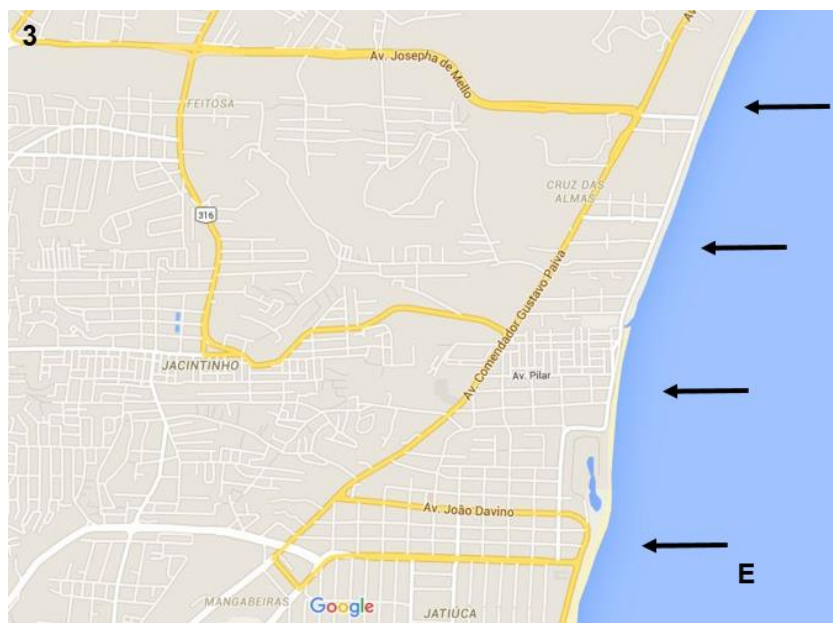 3
Av.
Av. Josepha de Mello
FEITOSA
CRUZ DAS
ALMAS
316
Av. Comendador Gustavo Paiva
JACINTINHO
Av. Pilar
Av. João Davino
E
MANGABEIRAS
Google
JATIÚCA